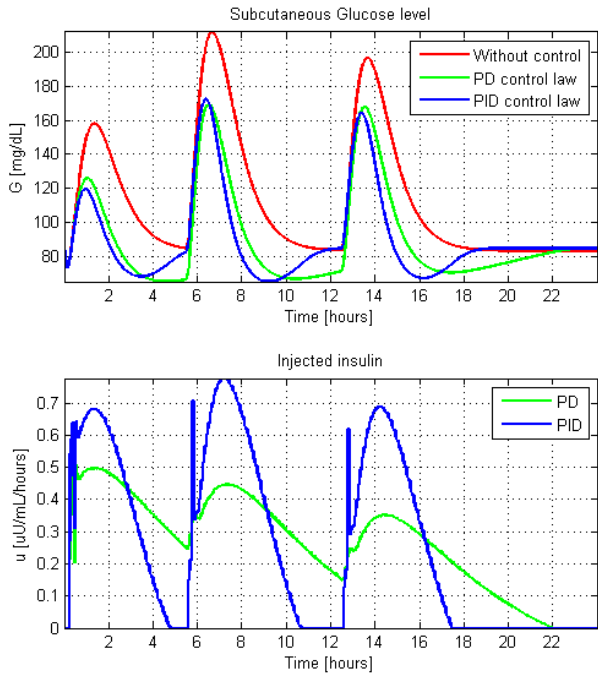 Subcutaneous Glucose level
G [mg/dL]
200
180
160
140
120
100
80
Without control
PD control law
PID control law
2 4 6 8 10 12 14 16 18 20 22
Time [hours]
Injected insulin
u [uU/mL/hours]
0.7
0.6
0.5
0.4
0.3
0.2
0.1
0
PD
PID
2 4 6 8 10 12 14 16 18 20 22
Time [hours]